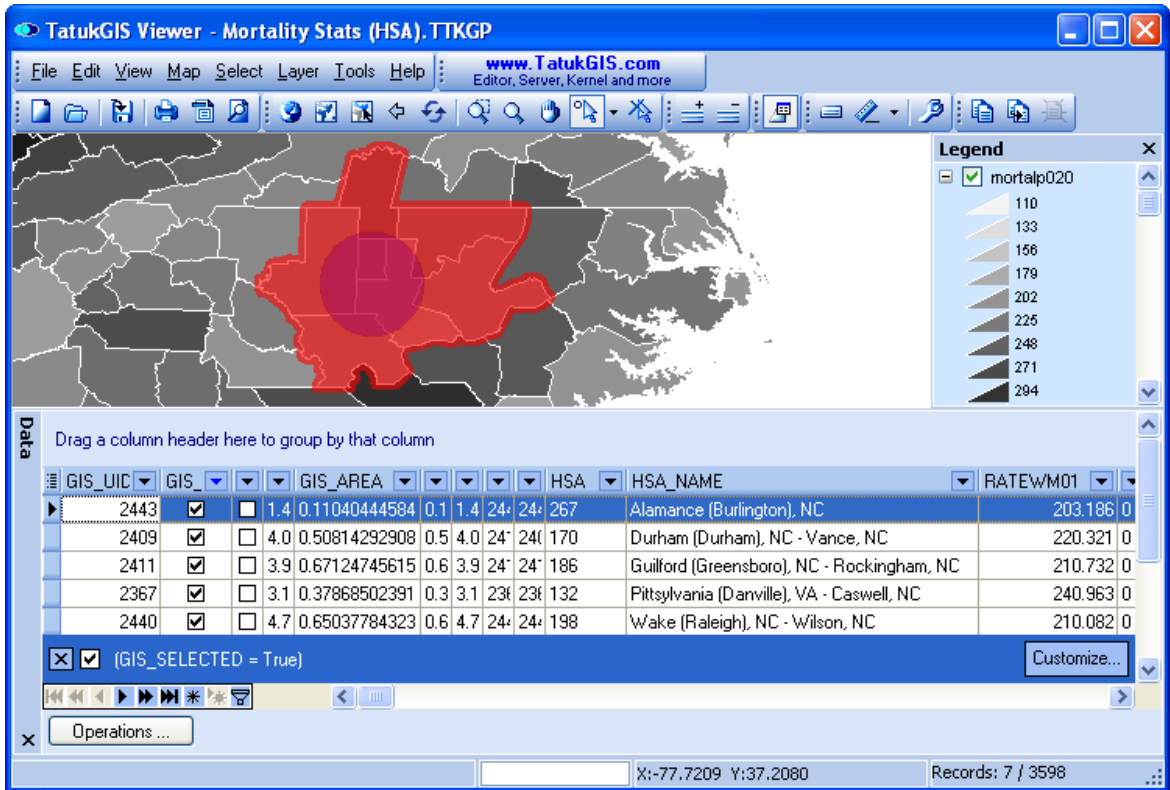 TatukGIS Viewer - Mortality Stats (HSA).TTKGP
File Edit View Map Select Layer Tools Help
www.TatukGIS.com
Editor, Server, Kernel and more
Legend
mortalp020
110
133
156
179
202
225
248
271
294
Data
Drag a column header here to group by that column
GIS_UID GIS_ GIS_AREA HSA HSA_NAME RATEWM01
2443 1.4 0.11040444584 0.1 1.4 267 Alamance (Burlington), NC 203.186 0
2409 4.0 0.50814292908 0.5 4.0 170 Durham (Durham), NC - Vance, NC 220.321 0
2411 3.9 0.67124745615 0.6 3.9 186 Guilford (Greensboro), NC - Rockingham, NC 210.732 0
2367 3.1 0.37868502391 0.3 3.1 132 Pittsylvania (Danville), VA - Caswell, NC 240.963 0
2440 4.7 0.65037784323 0.6 4.7 198 Wake (Raleigh), NC - Wilson, NC 210.082 0
(GIS_SELECTED = True)
Customize...
Operations ...
X:-77.7209 Y:37.2080
Records: 7 / 3598